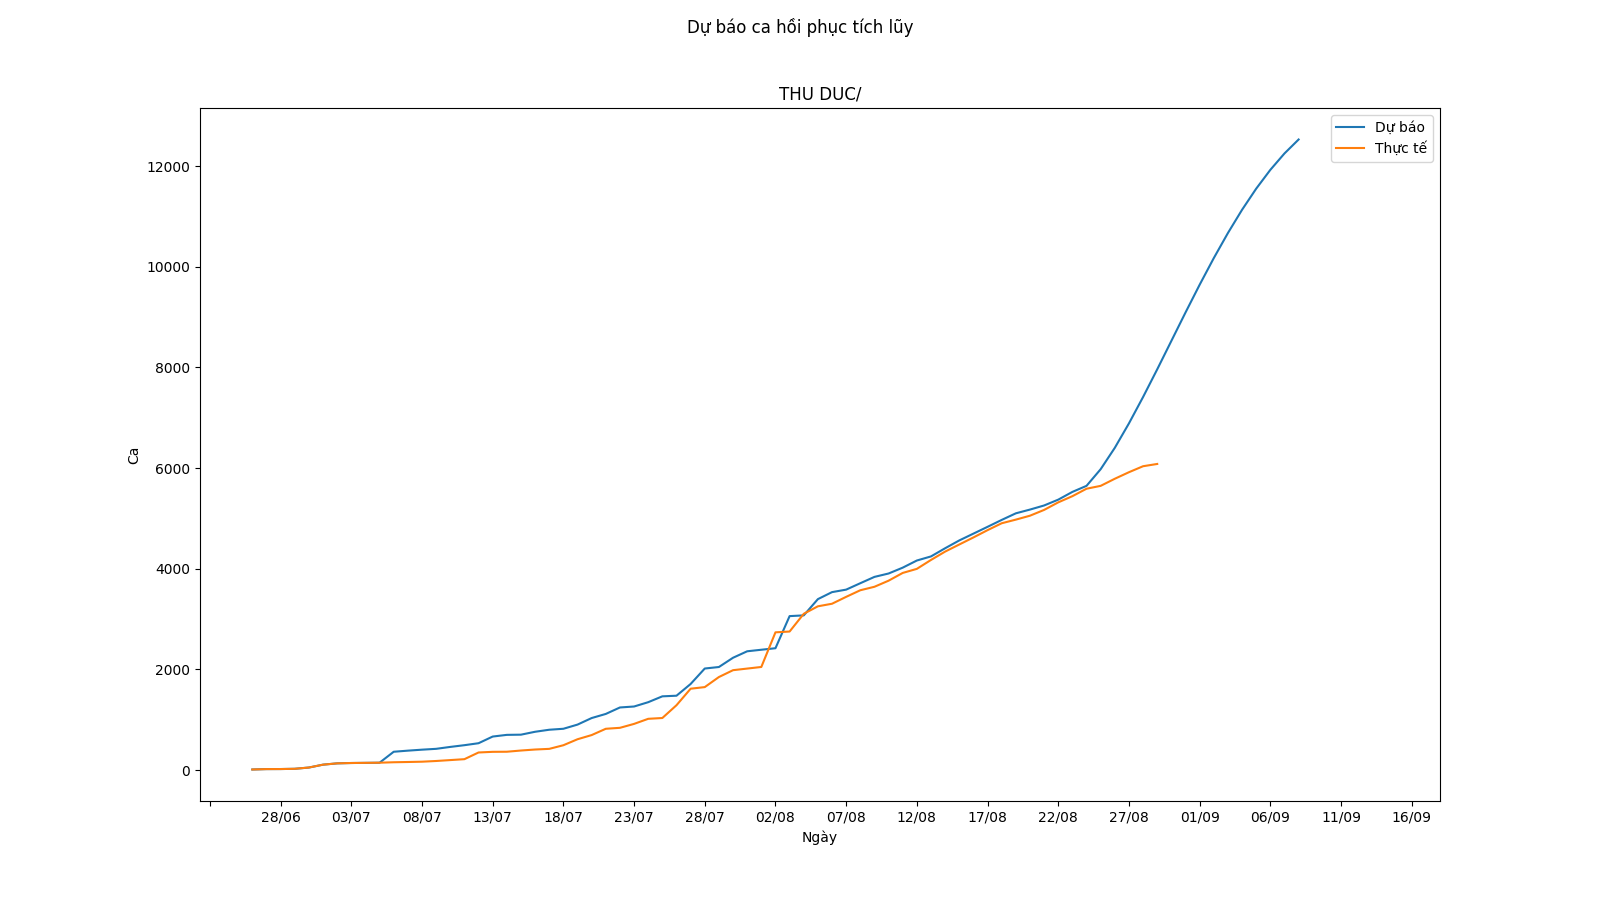 Dự báo ca hồi phục tích lũy
THU DUC/
Dự báo
Thực tế
12000
10000
8000
6000
4000
2000
0
Ca
28/06 03/07 08/07 13/07 18/07 23/07 28/07 02/08 07/08 12/08 17/08 22/08 27/08 01/09 06/09 11/09 16/09
Ngày